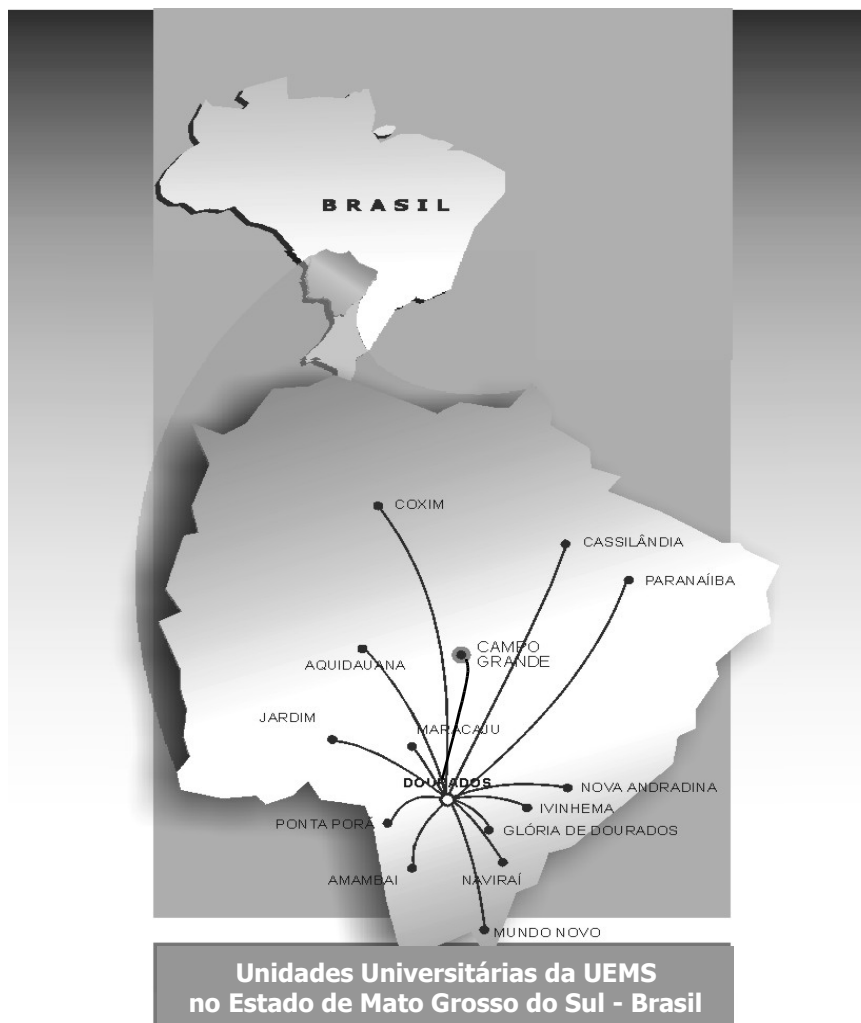 BRASIL
COXIM
CASSILÂNDIA
PARANAÍIBA
CAMPO
GRANDE
AQUIDAUANA
JARDIM
MARACAJU
DOURADOS
NOVA ANDRADINA
IVINHEMA
PONTA PORÃ
GLÓRIA DE DOURADOS
AMAMBAI
NAVIRAÍ
MUNDO NOVO
Unidades Universitárias da UEMS
no Estado de Mato Grosso do Sul - Brasil